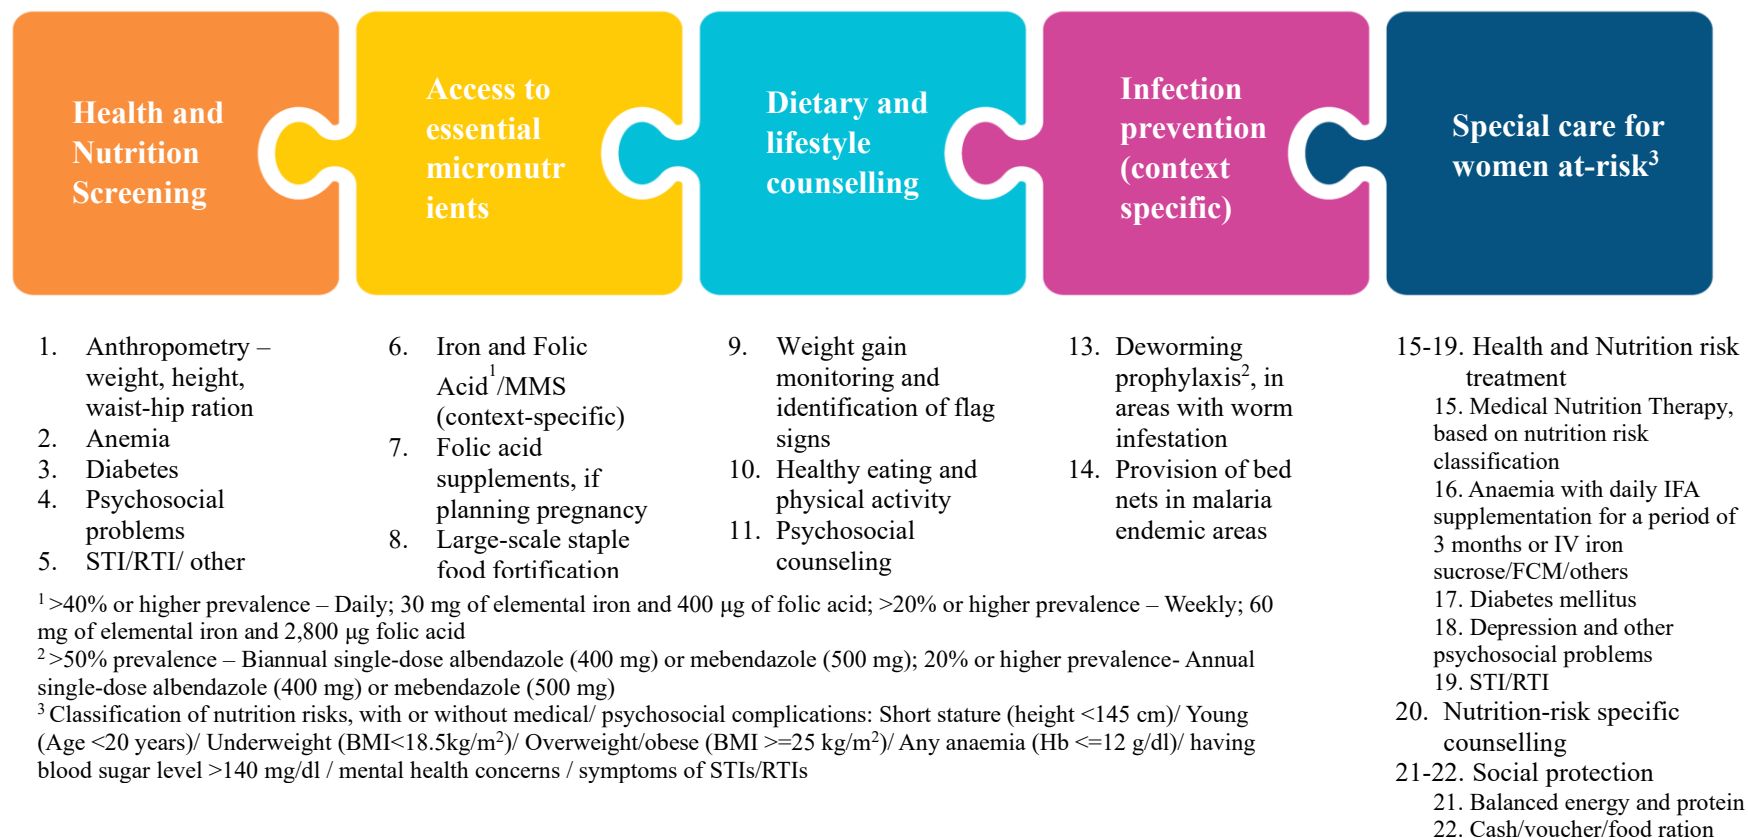 Health and
Nutrition
Screening
Access to
essential
micronutr
ients
Dietary and
lifestyle
counselling
Infection
prevention
(context
specific)
Special care for
women at-risk³
1. Anthropometry –
weight, height,
waist-hip ration
2. Anemia
3. Diabetes
4. Psychosocial
problems
5. STI/RTI/ other
6. Iron and Folic
Acid¹/MMS
(context-specific)
7. Folic acid
supplements, if
planning pregnancy
8. Large-scale staple
food fortification
9. Weight gain
monitoring and
identification of flag
signs
10. Healthy eating and
physical activity
11. Psychosocial
counseling
13. Deworming
prophylaxis², in
areas with worm
infestation
14. Provision of bed
nets in malaria
endemic areas
15-19. Health and Nutrition risk
treatment
15. Medical Nutrition Therapy,
based on nutrition risk
classification
16. Anaemia with daily IFA
supplementation for a period of
3 months or IV iron
sucrose/FCM/others
17. Diabetes mellitus
18. Depression and other
psychosocial problems
19. STI/RTI
20. Nutrition-risk specific
counselling
21-22. Social protection
21. Balanced energy and protein
22. Cash/voucher/food ration
¹ >40% or higher prevalence – Daily; 30 mg of elemental iron and 400 µg of folic acid; >20% or higher prevalence – Weekly; 60
mg of elemental iron and 2,800 µg folic acid
² >50% prevalence – Biannual single-dose albendazole (400 mg) or mebendazole (500 mg); 20% or higher prevalence- Annual
single-dose albendazole (400 mg) or mebendazole (500 mg)
³ Classification of nutrition risks, with or without medical/ psychosocial complications: Short stature (height <145 cm)/ Young
(Age <20 years)/ Underweight (BMI<18.5kg/m²)/ Overweight/obese (BMI >=25 kg/m²)/ Any anaemia (Hb <=12 g/dl)/ having
blood sugar level >140 mg/dl / mental health concerns / symptoms of STIs/RTIs